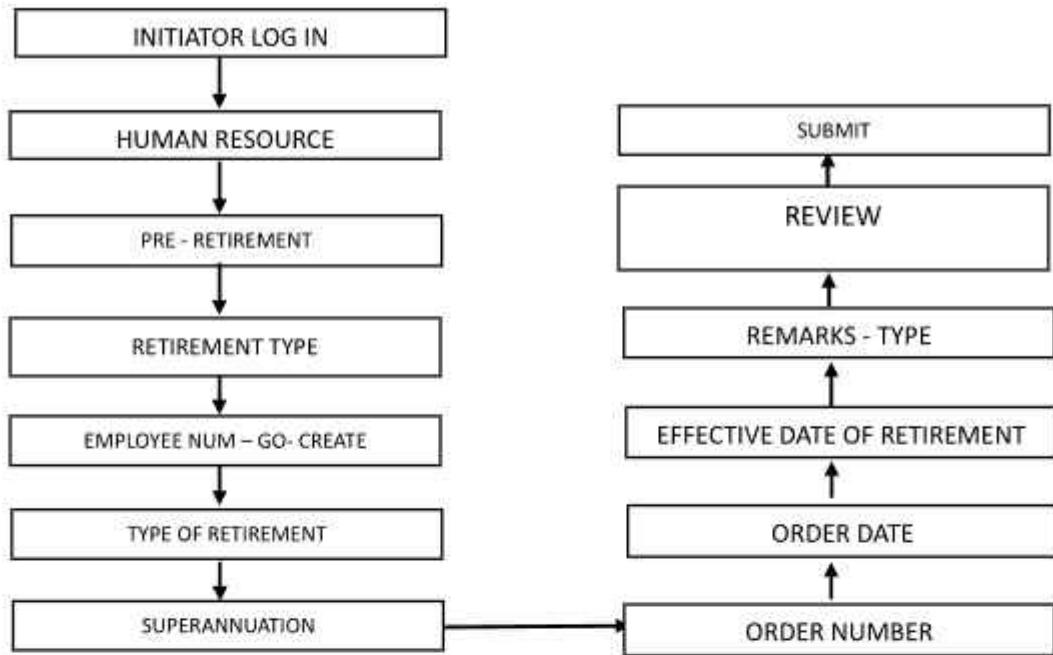 INITIATOR LOG IN
HUMAN RESOURCE
PRE - RETIREMENT
RETIREMENT TYPE
EMPLOYEE NUM – GO- CREATE
TYPE OF RETIREMENT
SUPERANNUATION
ORDER NUMBER
ORDER DATE
EFFECTIVE DATE OF RETIREMENT
REMARKS - TYPE
REVIEW
SUBMIT